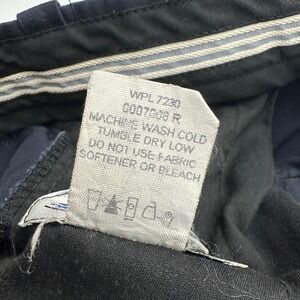 WPL 7230
0007008 R
MACHINE WASH COLD
TUMBLE DRY LOW
DO NOT USE FABRIC
SOFTENER OR BLEACH